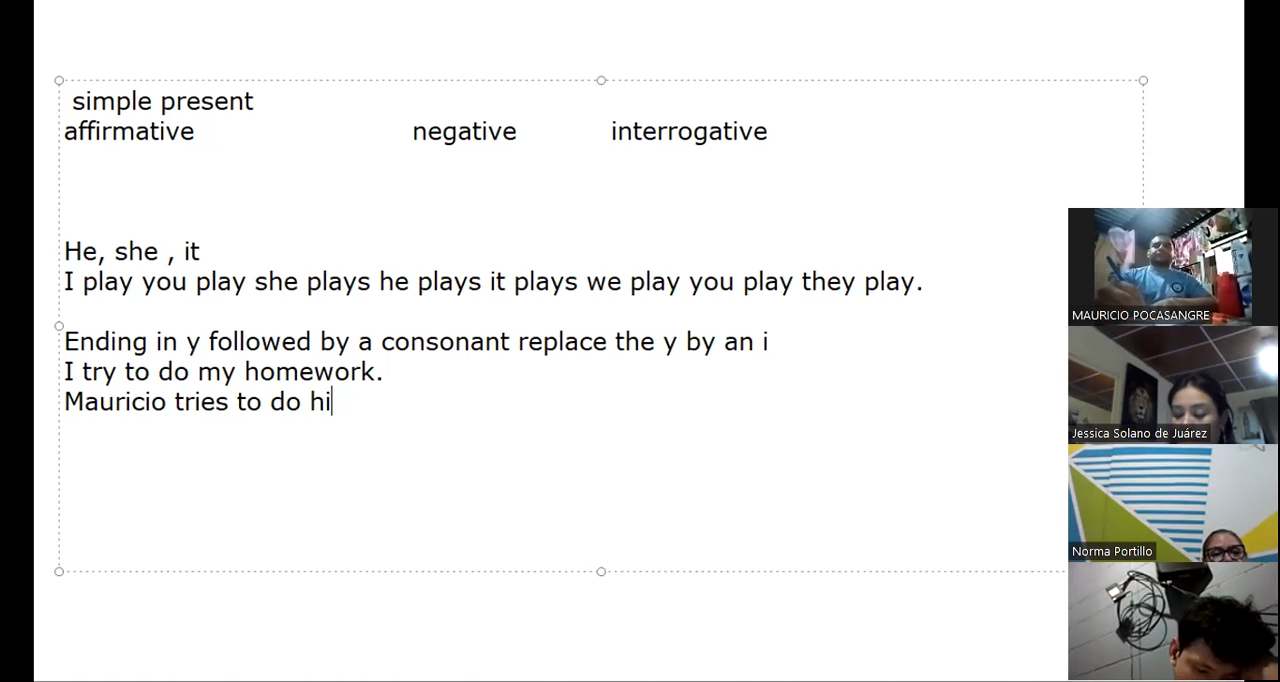 simple present
affirmative negative interrogative
He, she , it
I play you play she plays he plays it plays we play you play they play.
Ending in y followed by a consonant replace the y by an i
I try to do my homework.
Mauricio tries to do hi
MAURICIO POCASANGRE
Jessica Solano de Juárez
Norma Portillo